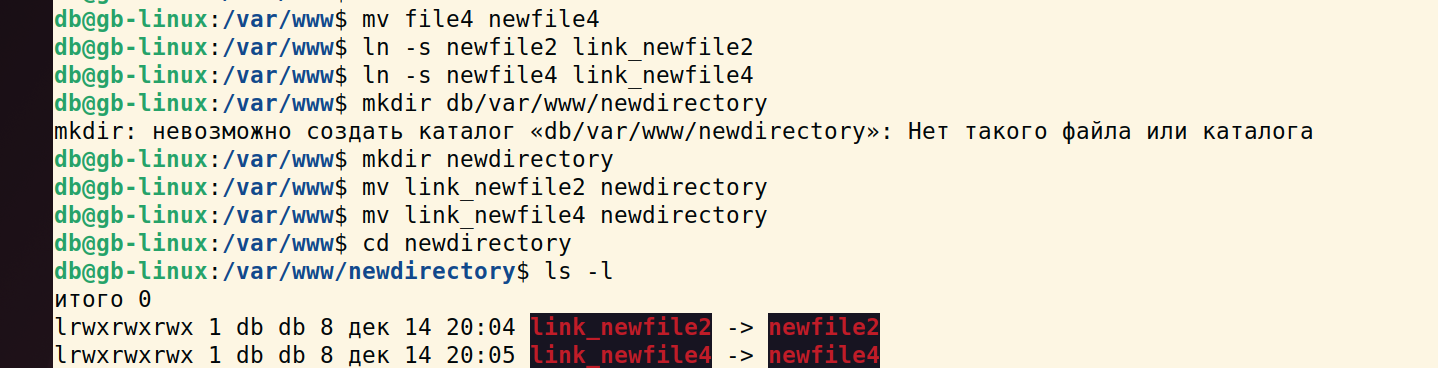 db@gb-linux:/var/www$ mv file4 newfile4
db@gb-linux:/var/www$ ln -s newfile2 link_newfile2
db@gb-linux:/var/www$ ln -s newfile4 link_newfile4
db@gb-linux:/var/www$ mkdir db/var/www/newdirectory
mkdir: невозможно создать каталог «db/var/www/newdirectory»: Нет такого файла или каталога
db@gb-linux:/var/www$ mkdir newdirectory
db@gb-linux:/var/www$ mv link_newfile2 newdirectory
db@gb-linux:/var/www$ mv link_newfile4 newdirectory
db@gb-linux:/var/www$ cd newdirectory
db@gb-linux:/var/www/newdirectory$ ls -l
итого 0
lrwxrwxrwx 1 db db 8 дек 14 20:04 link_newfile2 -> newfile2
lrwxrwxrwx 1 db db 8 дек 14 20:05 link_newfile4 -> newfile4